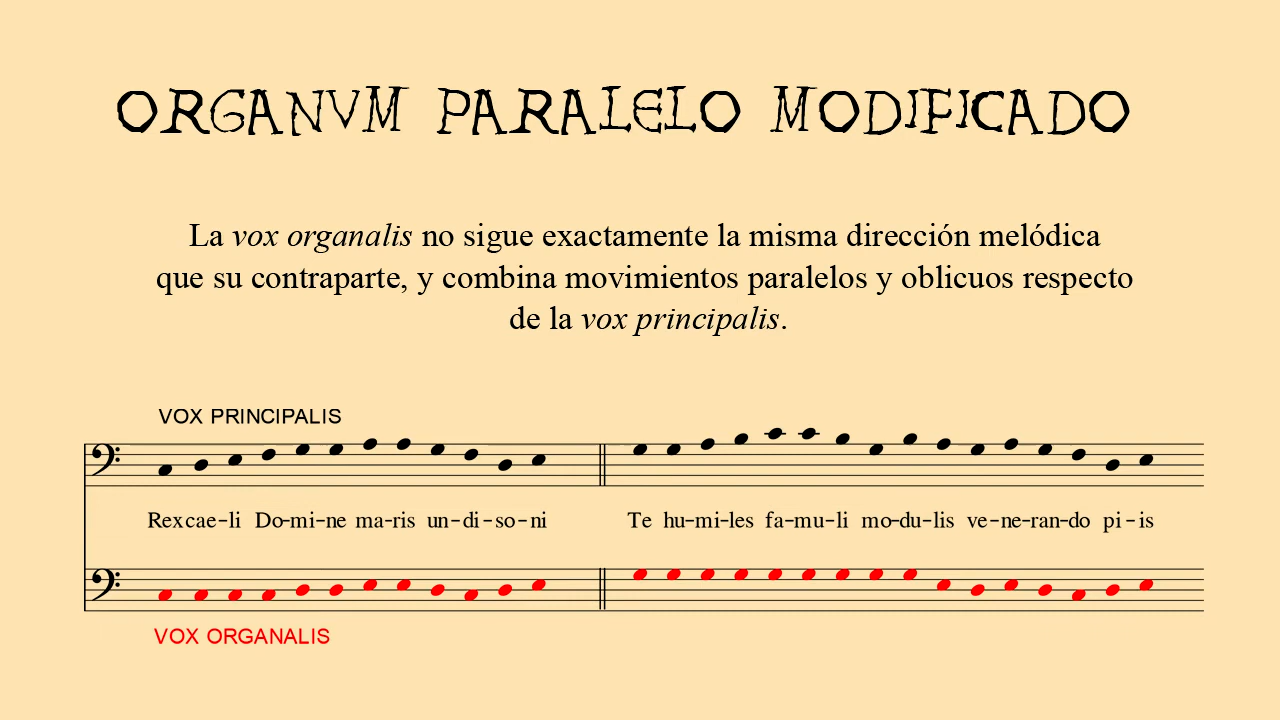 ORGANVM PARALELO MODIFICADO
La vox organalis no sigue exactamente la misma dirección melódica
que su contraparte, y combina movimientos paralelos y oblicuos respecto
de la vox principalis.
VOX PRINCIPALIS
Rex cae-li Do-mi-ne ma-ris un-di-so-ni Te hu-mi-les fa-mu-li mo-du-lis ve-ne-ran-do pi-is
VOX ORGANALIS